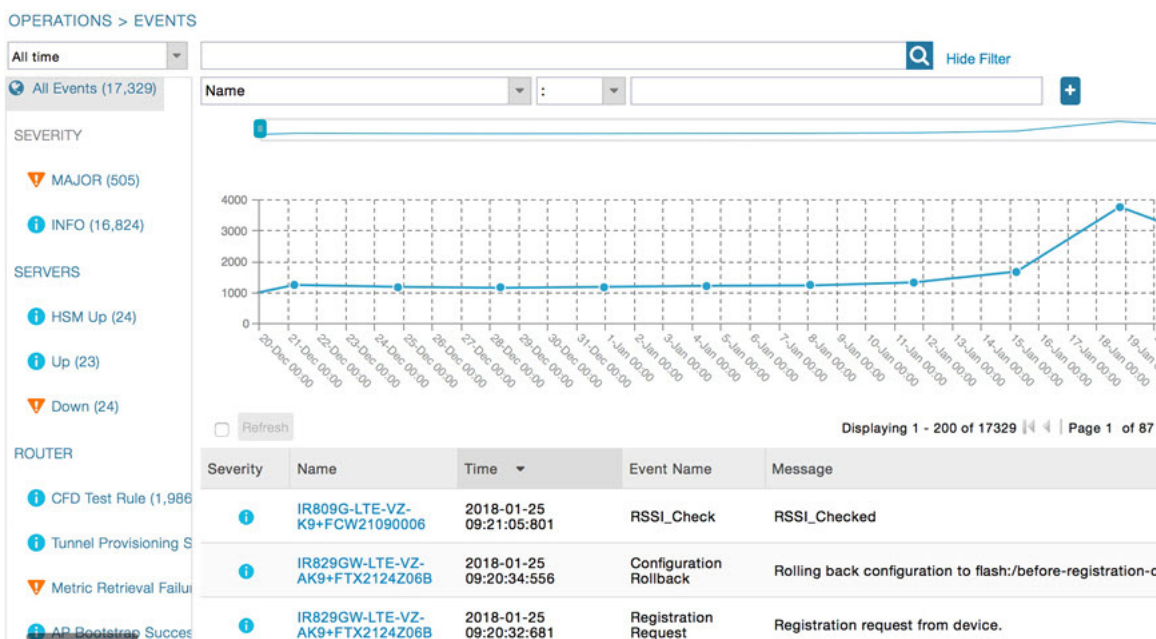 OPERATIONS > EVENTS
All time
Hide Filter
All Events (17,329)
Name
:
+
SEVERITY
MAJOR (505)
INFO (16,824)
SERVERS
HSM Up (24)
Up (23)
Down (24)
ROUTER
CFD Test Rule (1,986
Tunnel Provisioning S
Metric Retrieval Failu
AP Bootstrap Succes
4000
3000
2000
1000
0
20-Dec 00:00
21-Dec 00:00
22-Dec 00:00
23-Dec 00:00
24-Dec 00:00
25-Dec 00:00
26-Dec 00:00
27-Dec 00:00
28-Dec 00:00
29-Dec 00:00
30-Dec 00:00
31-Dec 00:00
1-Jan 00:00
2-Jan 00:00
3-Jan 00:00
4-Jan 00:00
5-Jan 00:00
6-Jan 00:00
7-Jan 00:00
8-Jan 00:00
9-Jan 00:00
10-Jan 00:00
11-Jan 00:00
12-Jan 00:00
13-Jan 00:00
14-Jan 00:00
15-Jan 00:00
16-Jan 00:00
17-Jan 00:00
18-Jan 00:00
19-Jan 00:00
Refresh
Displaying 1 - 200 of 17329 Page 1 of 87
Severity Name Time Event Name Message
IR809G-LTE-VZ-
K9+FCW21090006
2018-01-25
09:21:05:801
RSSI_Check
RSSI_Checked
IR829GW-LTE-VZ-
AK9+FTX2124Z06B
2018-01-25
09:20:34:556
Configuration
Rollback
Rolling back configuration to flash:/before-registration-c
IR829GW-LTE-VZ-
AK9+FTX2124Z06B
2018-01-25
09:20:32:681
Registration
Request
Registration request from device.